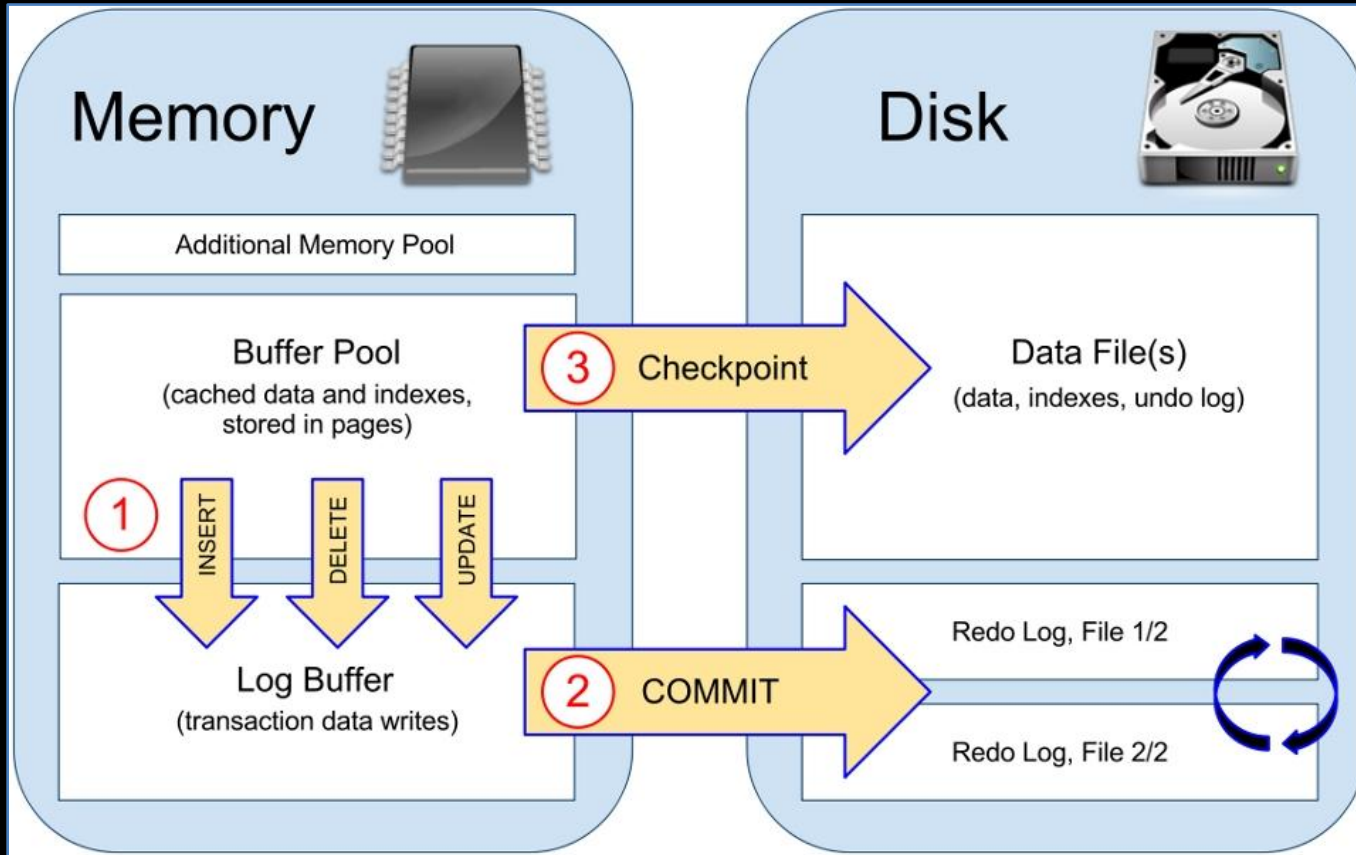 Memory
Disk
Additional Memory Pool
Buffer Pool
(cached data and indexes,
stored in pages)
3
Checkpoint
Data File(s)
(data, indexes, undo log)
1
INSERT
DELETE
UPDATE
Log Buffer
(transaction data writes)
2
COMMIT
Redo Log, File 1/2
Redo Log, File 2/2